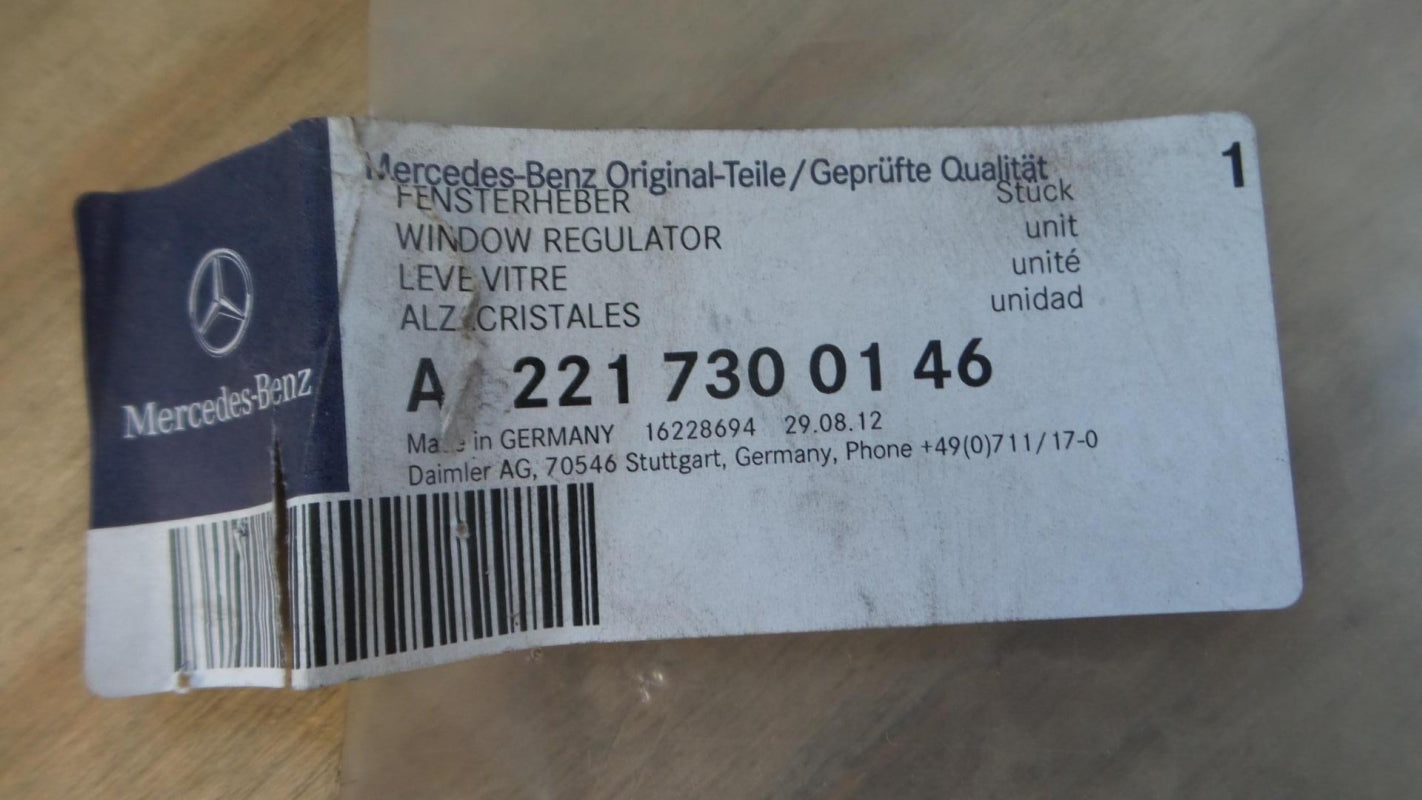 Mercedes-Benz Original-Teile/Geprüfte Qualität 1
FENSTERHEBER Stück
WINDOW REGULATOR unit
LEVE VITRE unité
CRISTALES unidad
A 221 730 01 46
in GERMANY 16228694 29.08.12
Daimler AG, 70546 Stuttgart, Germany, Phone +49(0)711/17-0
Mercedes-Benz